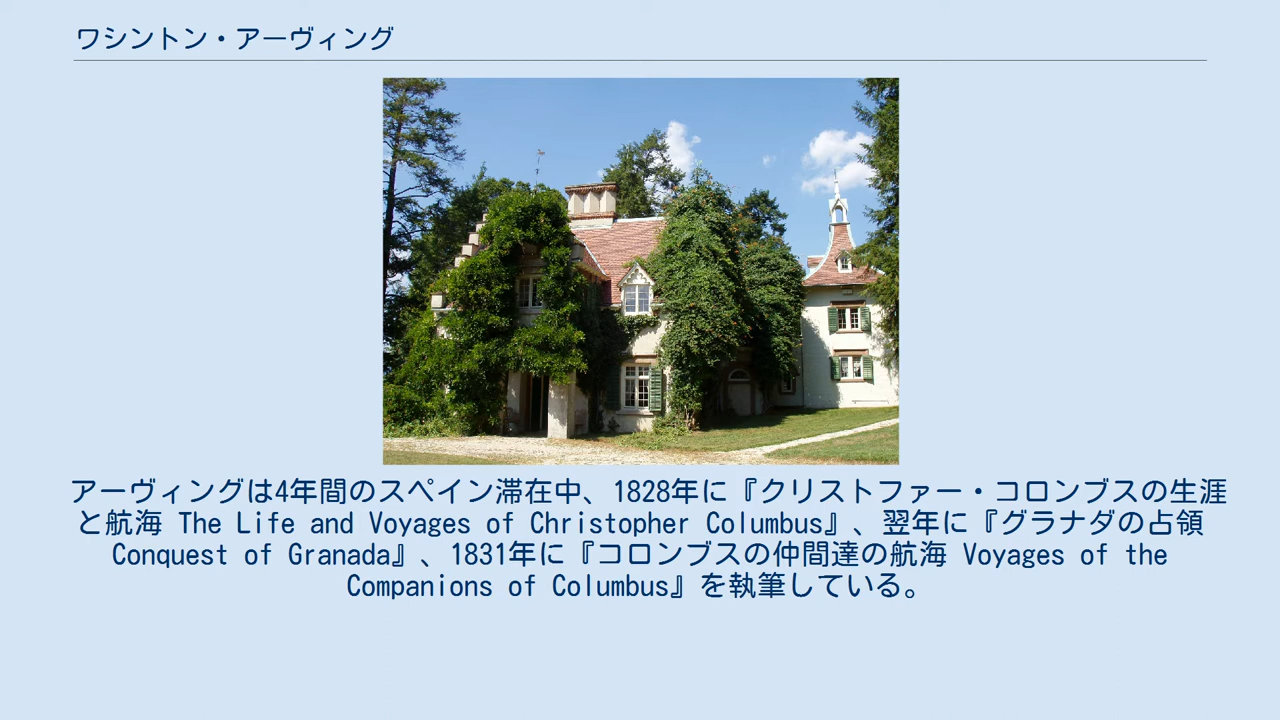 ワシントン・アーヴィング
アーヴィングは4年間のスペイン滞在中、1828年に『クリストファー・コロンブスの生涯
と航海 The Life and Voyages of Christopher Columbus』、翌年に『グラナダの占領
Conquest of Granada』、1831年に『コロンブスの仲間達の航海 Voyages of the
Companions of Columbus』を執筆している。